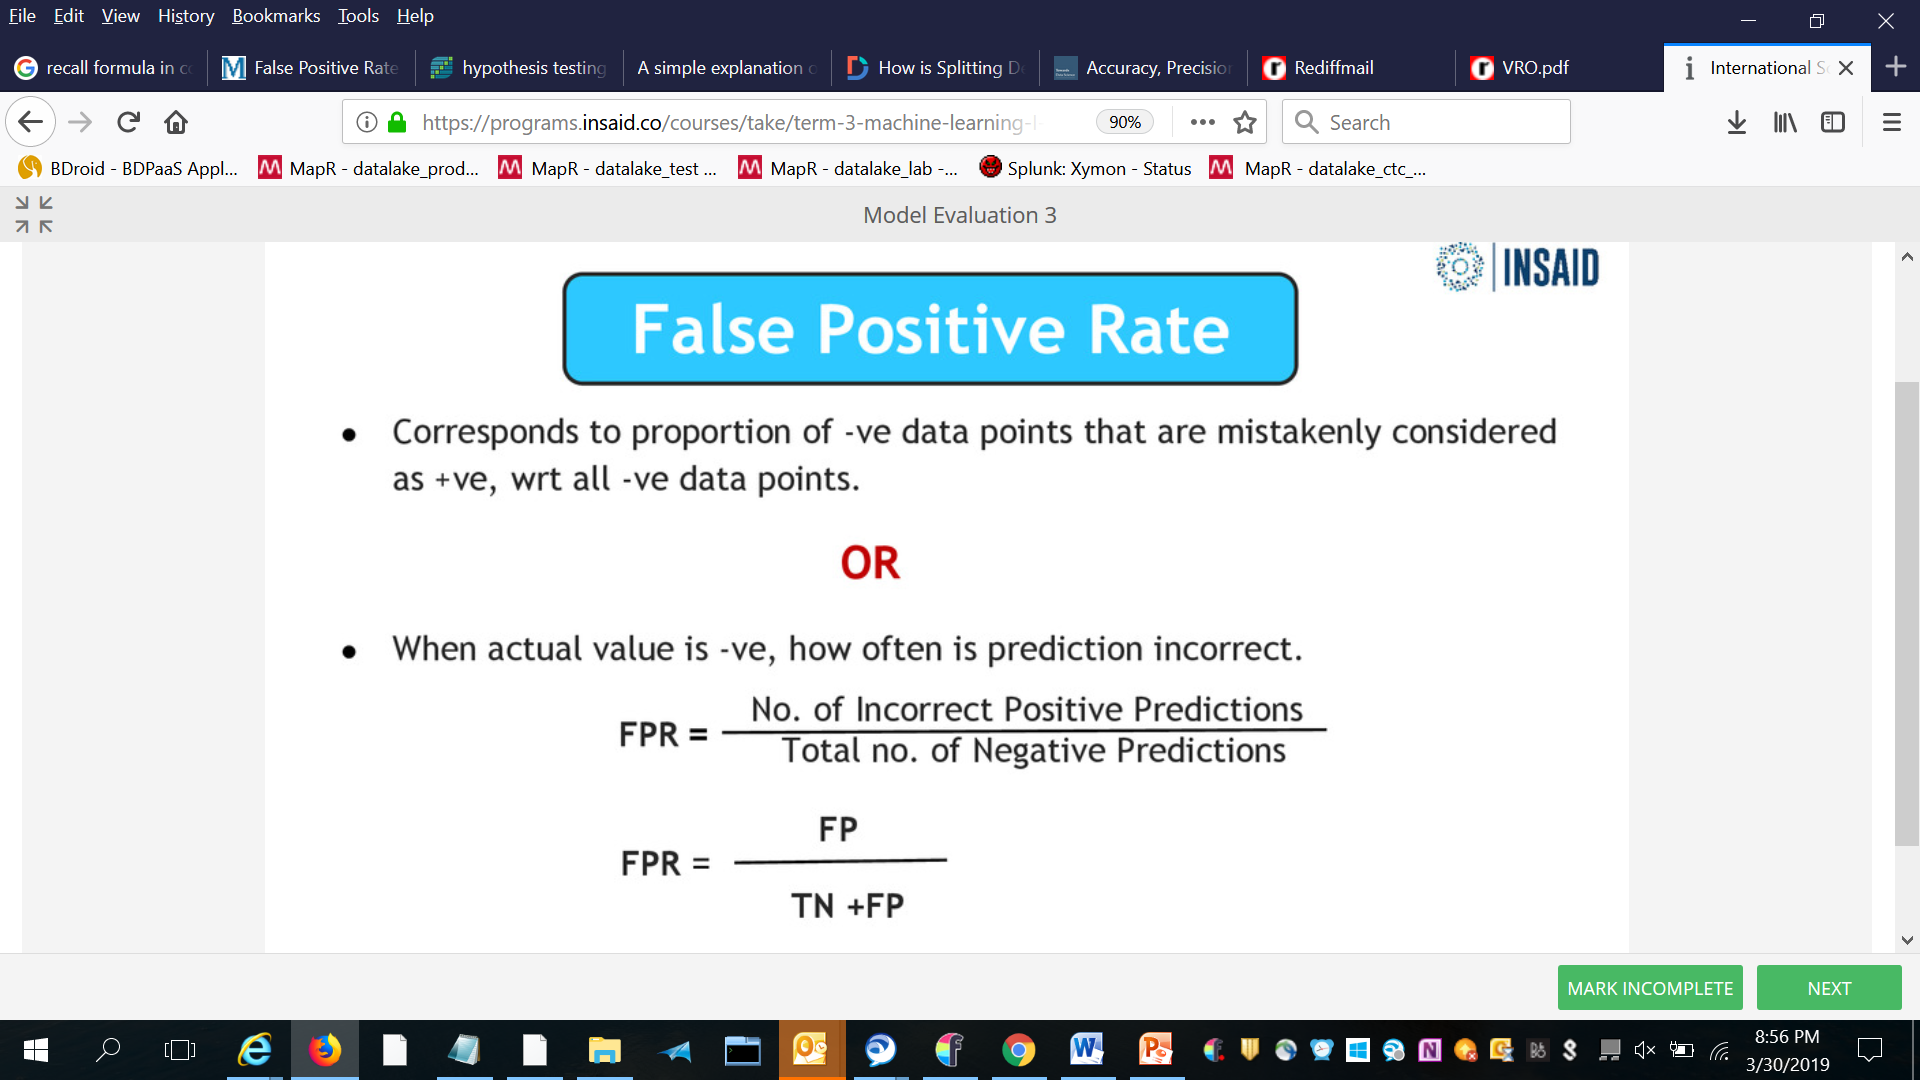 File Edit View History Bookmarks Tools Help
recall formula in co
False Positive Rate
hypothesis testing
A simple explanation o
How is Splitting De
Accuracy, Precision
Rediffmail
VRO.pdf
International S
https://programs.insaid.co/courses/take/term-3-machine-learning-l
90%
Search
BDroid - BDPaaS Appl...
MapR - datalake_prod...
MapR - datalake_test ...
MapR - datalake_lab -...
Splunk: Xymon - Status
MapR - datalake_ctc_...
Model Evaluation 3
INSAID
False Positive Rate
• Corresponds to proportion of -ve data points that are mistakenly considered
as +ve, wrt all -ve data points.
OR
• When actual value is -ve, how often is prediction incorrect.
No. of Incorrect Positive Predictions
FPR =
Total no. of Negative Predictions
FP
FPR =
TN +FP
MARK INCOMPLETE
NEXT
8:56 PM
3/30/2019